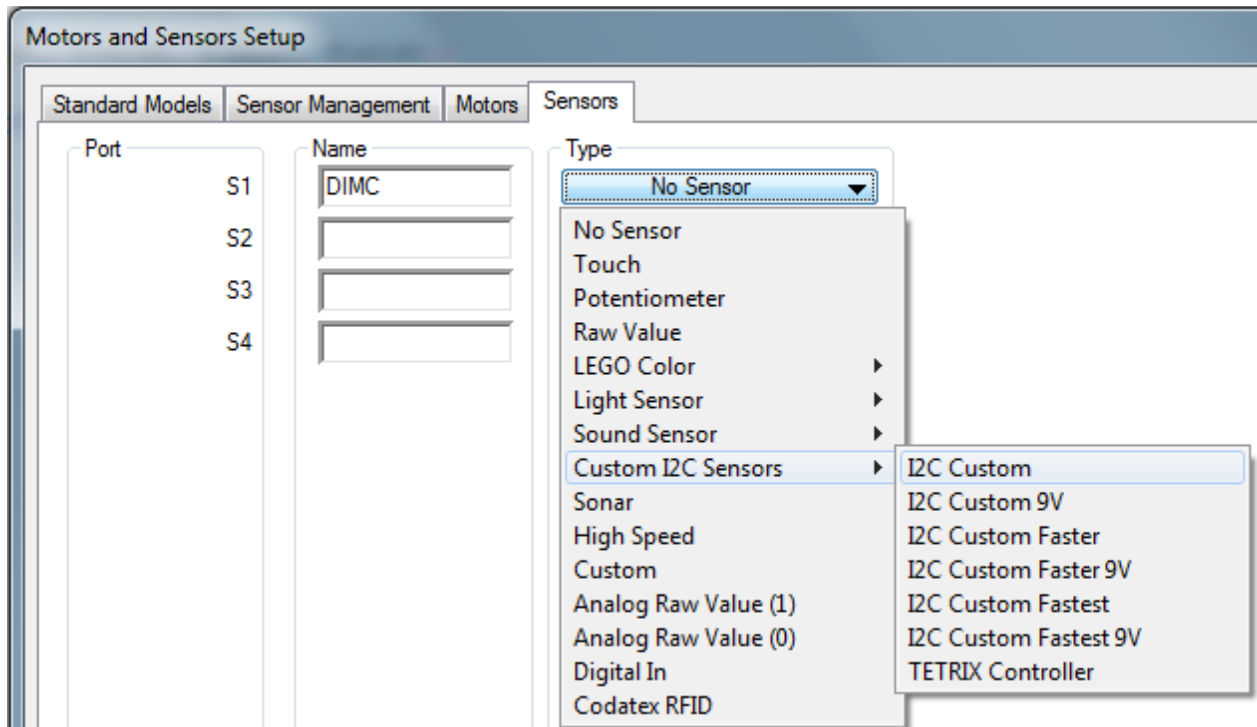 Motors and Sensors Setup
Standard Models Sensor Management Motors Sensors
Port Name Type
S1 DIMC No Sensor
S2
S3
S4
No Sensor
Touch
Potentiometer
Raw Value
LEGO Color
Light Sensor
Sound Sensor
Custom I2C Sensors
Sonar
High Speed
Custom
Analog Raw Value (1)
Analog Raw Value (0)
Digital In
Codatex RFID
I2C Custom
I2C Custom 9V
I2C Custom Faster
I2C Custom Faster 9V
I2C Custom Fastest
I2C Custom Fastest 9V
TETRIX Controller